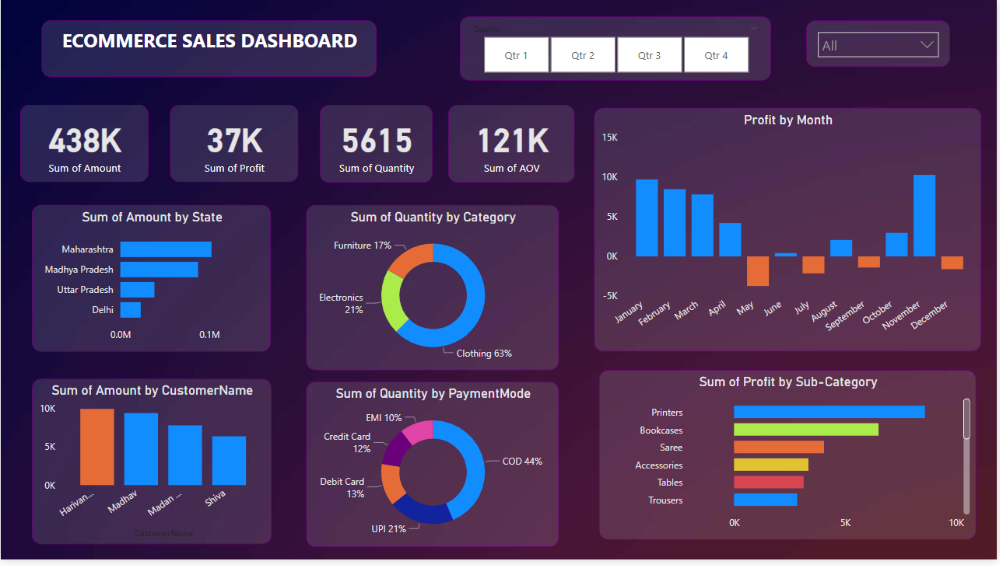 ECOMMERCE SALES DASHBOARD
Quarter
Qtr 1
Qtr 2
Qtr 3
Qtr 4
All
438K
Sum of Amount
37K
Sum of Profit
5615
Sum of Quantity
121K
Sum of AOV
Profit by Month
15K
10K
5K
0K
-5K
January
February
March
April
May
June
July
August
September
October
November
December
Sum of Amount by State
Maharashtra
Madhya Pradesh
Uttar Pradesh
Delhi
0.0M
0.1M
Sum of Quantity by Category
Furniture 17%
Electronics
21%
Clothing 63%
Sum of Amount by CustomerName
10K
5K
0K
Harivan...
Madhav
Madan ...
Shiva
CustomerName
Sum of Quantity by PaymentMode
EMI 10%
Credit Card
12%
Debit Card
13%
UPI 21%
COD 44%
Sum of Profit by Sub-Category
Printers
Bookcases
Saree
Accessories
Tables
Trousers
0K
5K
10K